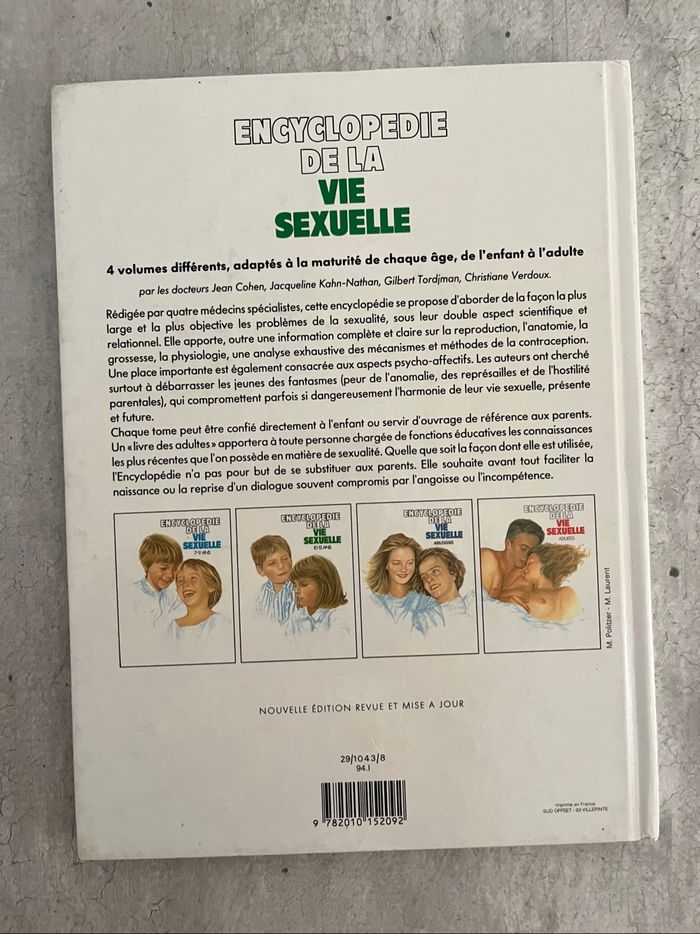 ENCYCLOPEDIE
DE LA
VIE
SEXUELLE
4 volumes différents, adaptés à la maturité de chaque âge, de l'enfant à l'adulte
par les docteurs Jean Cohen, Jacqueline Kahn-Nathan, Gilbert Tordjman, Christiane Verdoux.
Rédigée par quatre médecins spécialistes, cette encyclopédie se propose d'aborder de la façon la plus
large et la plus objective les problèmes de la sexualité, sous leur double aspect scientifique et
relationnel. Elle apporte, outre une information complète et claire sur la reproduction, l'anatomie, la
grossesse, la physiologie, une analyse exhaustive des mécanismes et méthodes de la contraception.
Une place importante est également consacrée aux aspects psycho-affectifs. Les auteurs ont cherché
surtout à débarrasser les jeunes des fantasmes (peur de l'anomalie, des représailles et de l'hostilité
parentales), qui compromettent parfois si dangereusement l'harmonie de leur vie sexuelle, présente
et future.
Chaque tome peut être confié directement à l'enfant ou servir d'ouvrage de référence aux parents.
Un «livre des adultes» apportera à toute personne chargée de fonctions éducatives les connaissances
les plus récentes que l'on possède en matière de sexualité. Quelle que soit la façon dont elle est utilisée,
l'Encyclopédie n'a pas pour but de se substituer aux parents. Elle souhaite avant tout faciliter la
naissance ou la reprise d'un dialogue souvent compromis par l'angoisse ou l'incompétence.
ENCYCLOPEDIE
DE LA
VIE
SEXUELLE
7-9 ANS
ENCYCLOPEDIE
DE LA
VIE
SEXUELLE
10-12 ANS
ENCYCLOPEDIE
DE LA
VIE
SEXUELLE
ADOLESCENTS
ENCYCLOPEDIE
DE LA
VIE
SEXUELLE
ADULTES
M. Politzer - M. Laurent
NOUVELLE ÉDITION REVUE ET MISE A JOUR
29/1043/8
94.I
9 782010 152092
Imprimé en France
SUD OFFSET - 93 VILLEPINTE